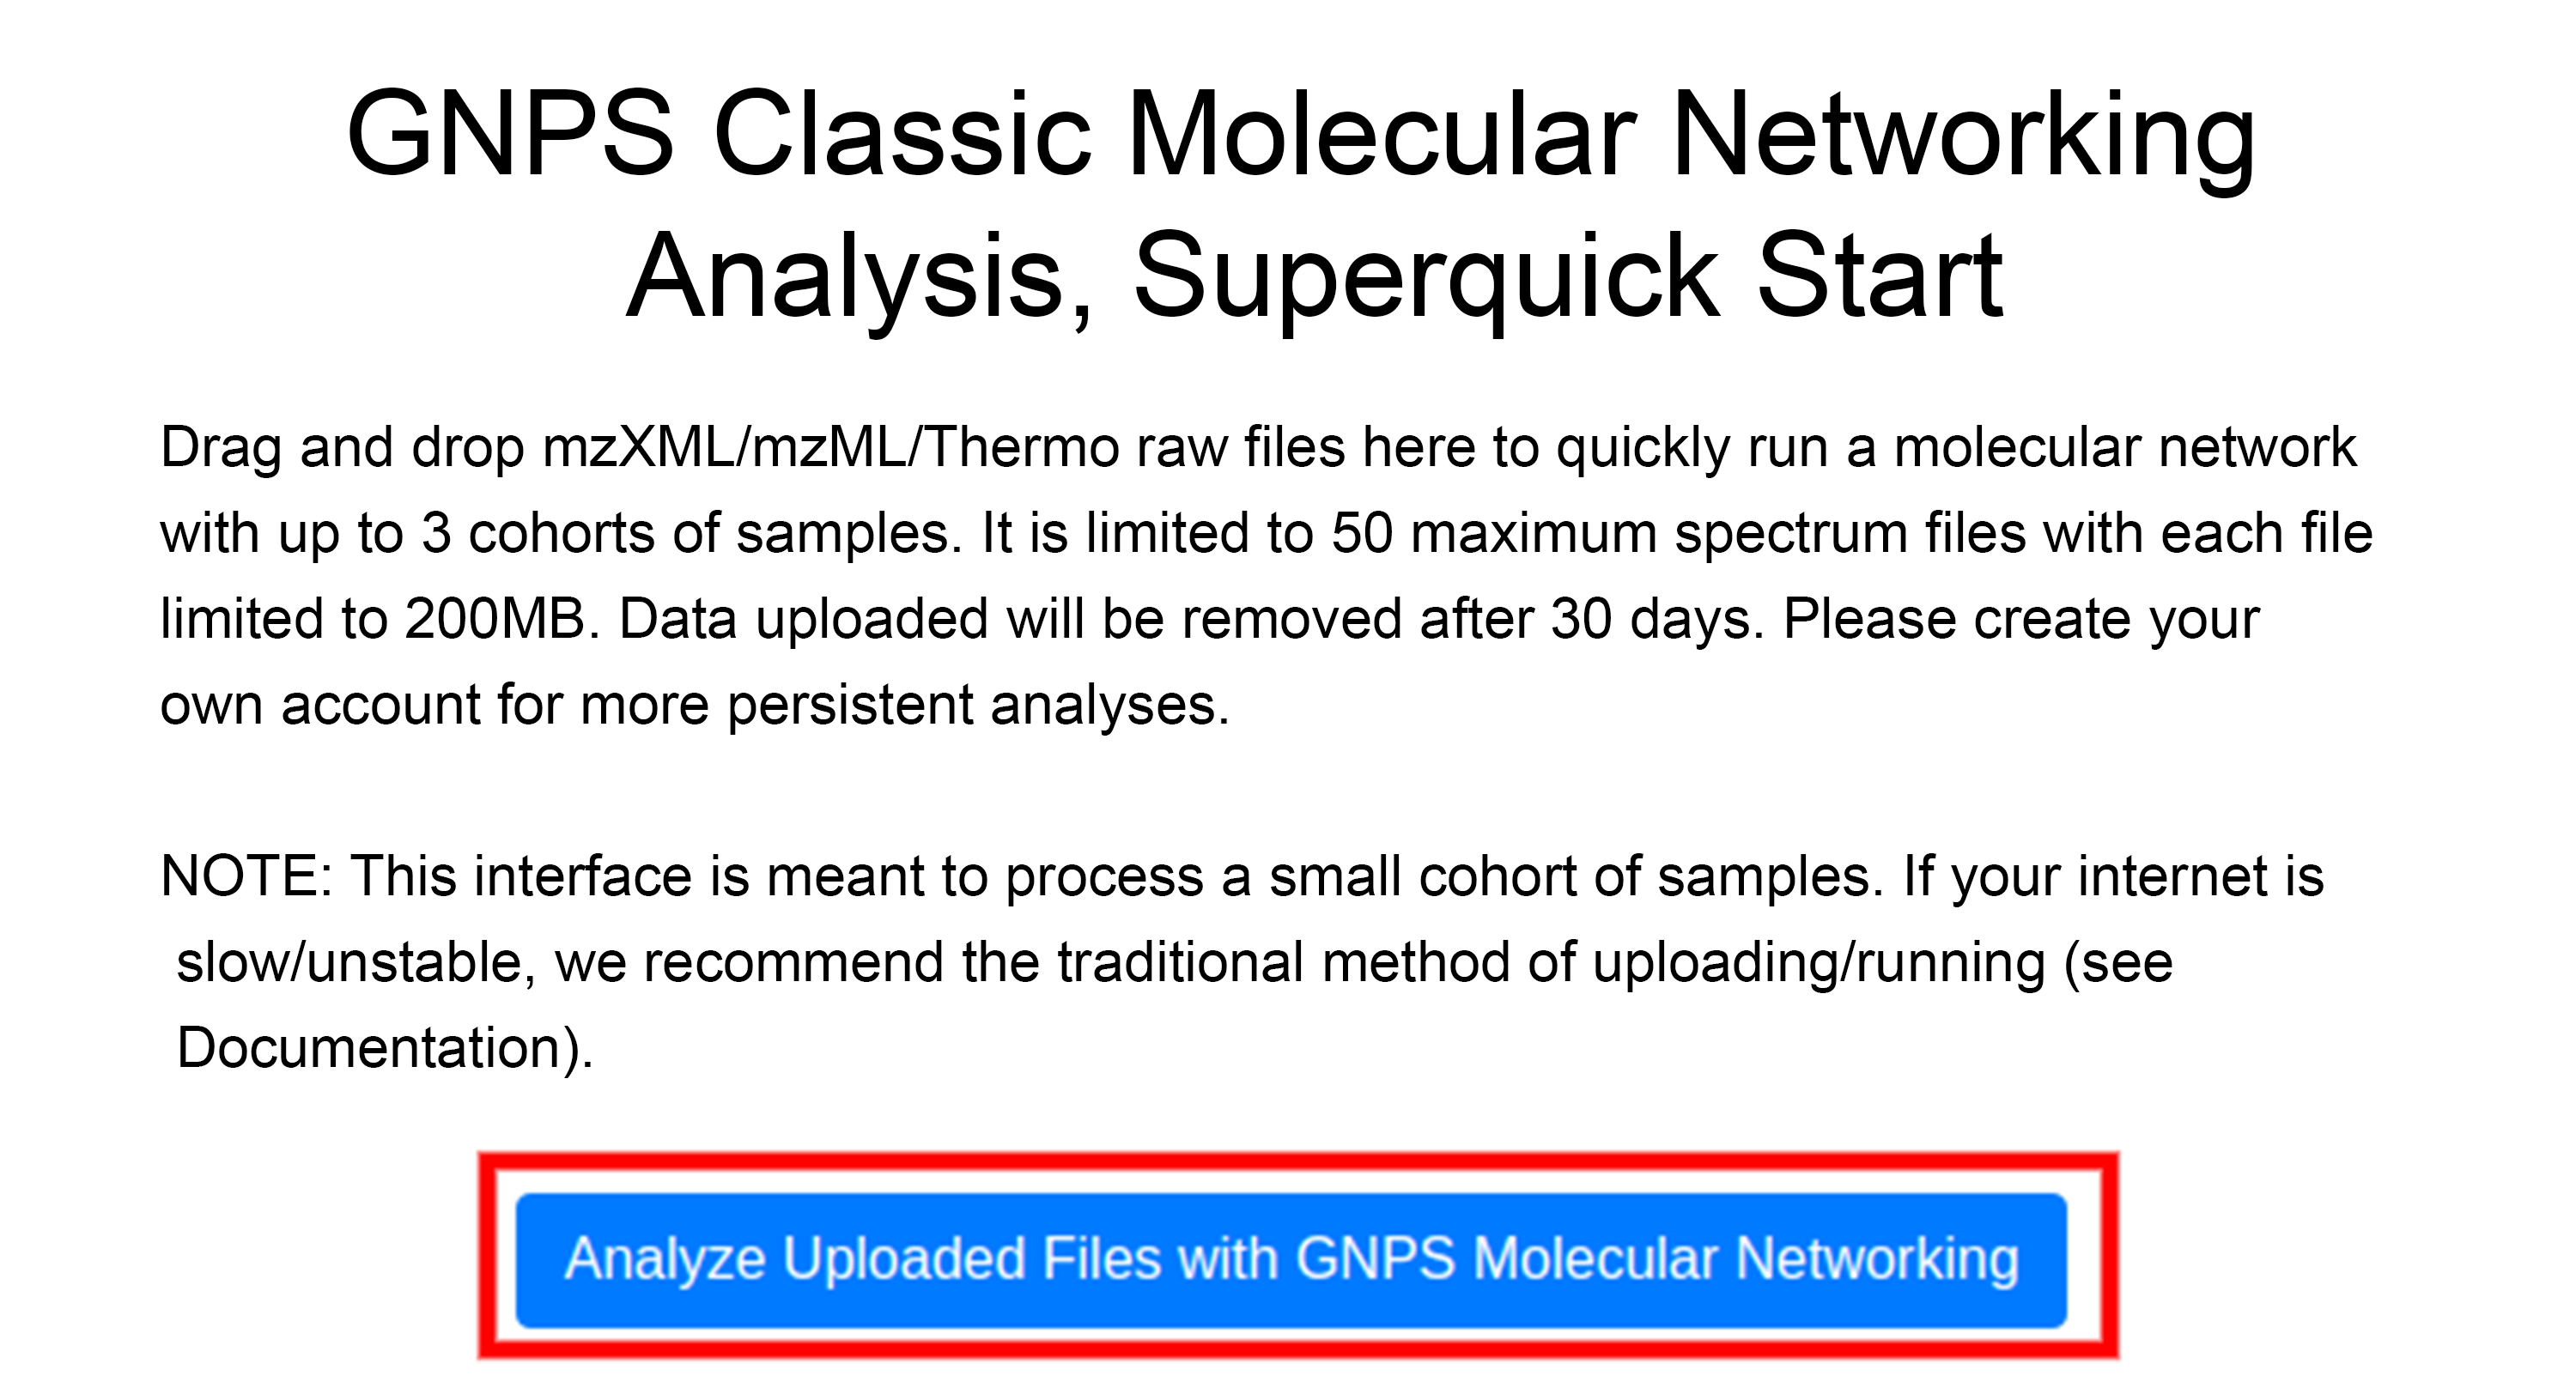 GNPS Classic Molecular Networking
Analysis, Superquick Start
Drag and drop mzXML/mzML/Thermo raw files here to quickly run a molecular network
with up to 3 cohorts of samples. It is limited to 50 maximum spectrum files with each file
limited to 200MB. Data uploaded will be removed after 30 days. Please create your
own account for more persistent analyses.
NOTE: This interface is meant to process a small cohort of samples. If your internet is
slow/unstable, we recommend the traditional method of uploading/running (see
Documentation).
Analyze Uploaded Files with GNPS Molecular Networking